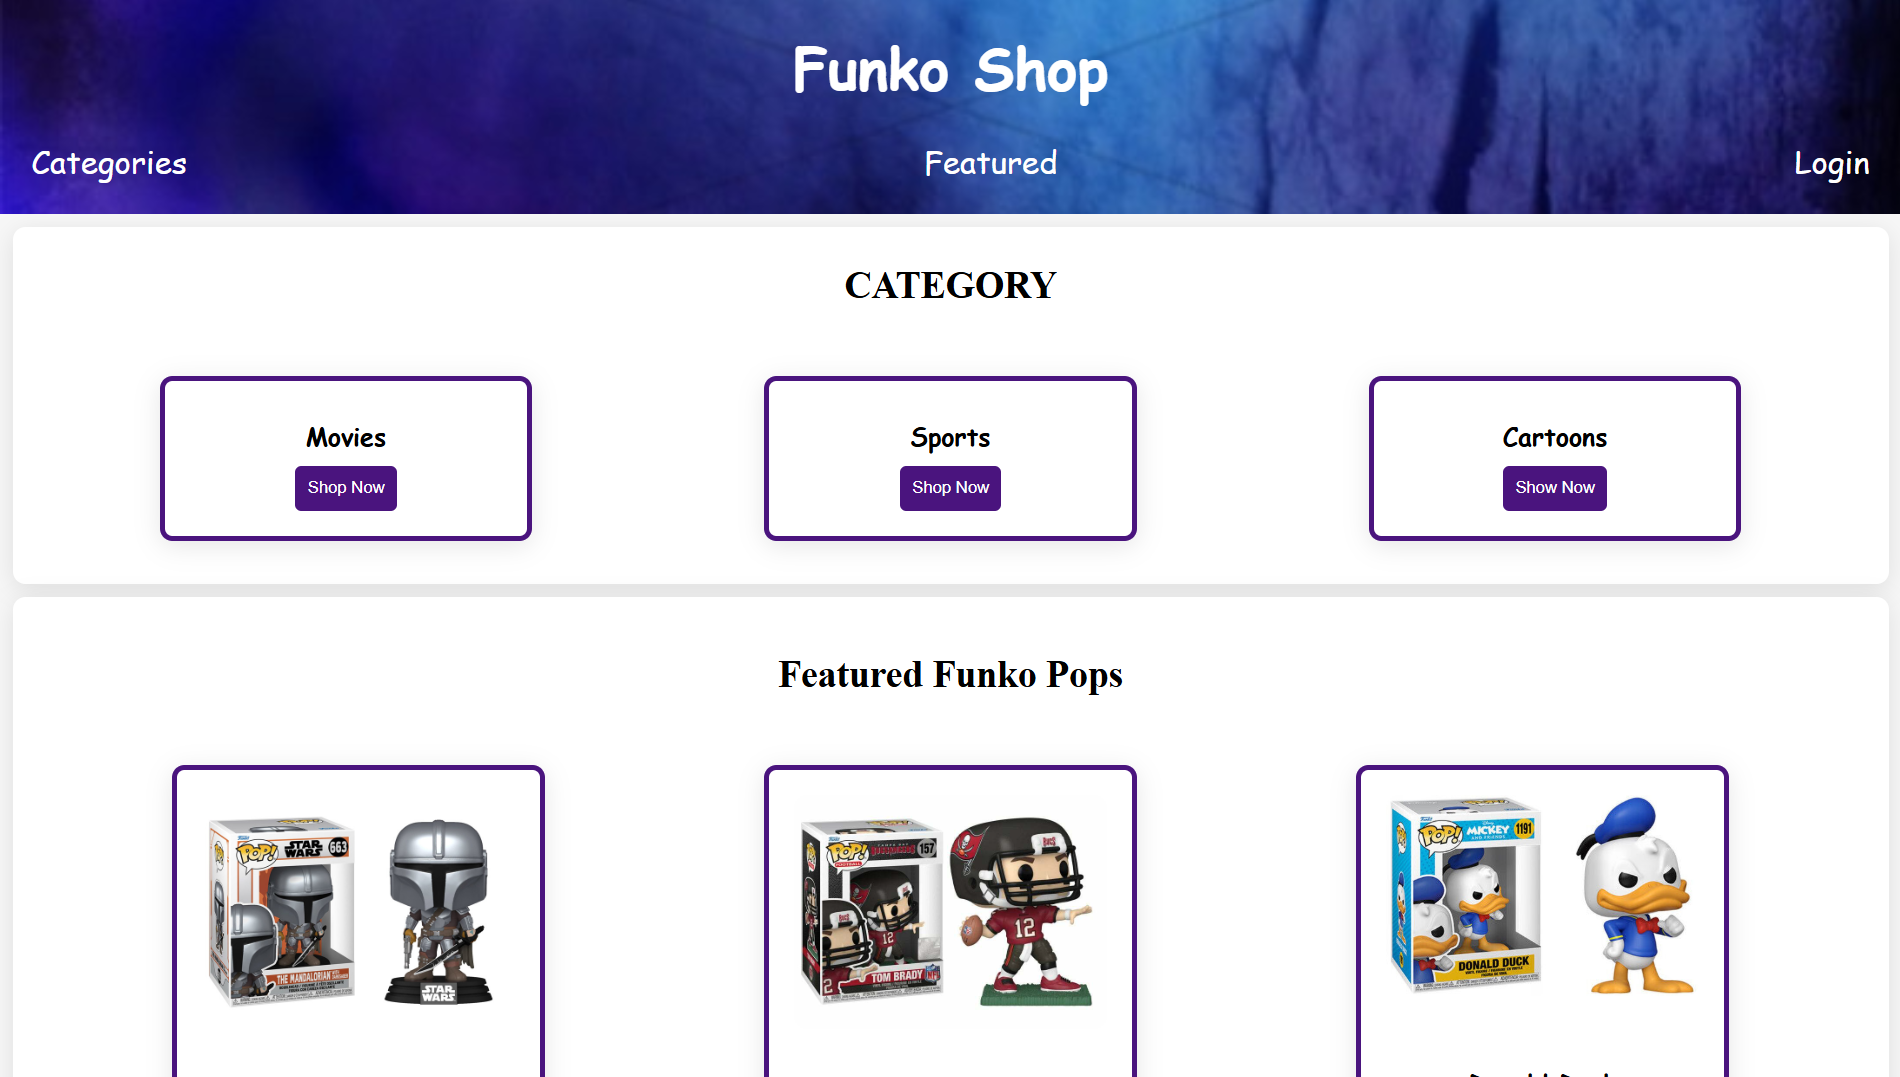 Funko Shop
Categories
Featured
Login
CATEGORY
Movies
Sports
Cartoons
Shop Now
Shop Now
Show Now
Featured Funko Pops
POP!
STAR WARS
663
THE MANDALORIAN
STAR WARS
POP!
157
TOM BRADY
NFL
12
12
POP!
Disney
MICKEY
AND FRIENDS
1191
DONALD DUCK